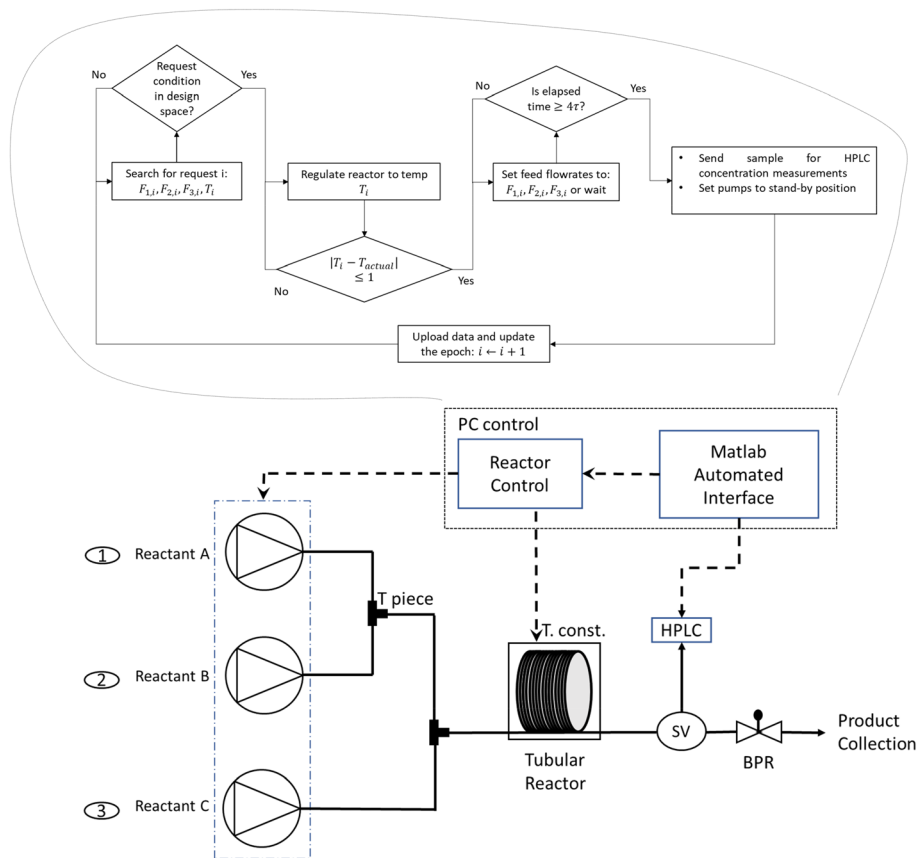 Request
condition
in design
space?
No
Yes
Search for request i:
F₁,ᵢ, F₂,ᵢ, F₃,ᵢ, Tᵢ
Regulate reactor to temp
Tᵢ
|Tᵢ − Tₐ꜀ₜᵤₐₗ|
≤ 1
No
Yes
Is elapsed
time ≥ 4τ?
No
Yes
Set feed flowrates to:
F₁,ᵢ, F₂,ᵢ, F₃,ᵢ or wait
• Send sample for HPLC
concentration measurements
• Set pumps to stand-by position
Upload data and update
the epoch: i ← i + 1
PC control
Reactor
Control
Matlab
Automated
Interface
1 Reactant A
T piece
2 Reactant B
3 Reactant C
T. const.
Tubular
Reactor
HPLC
SV
BPR
Product
Collection